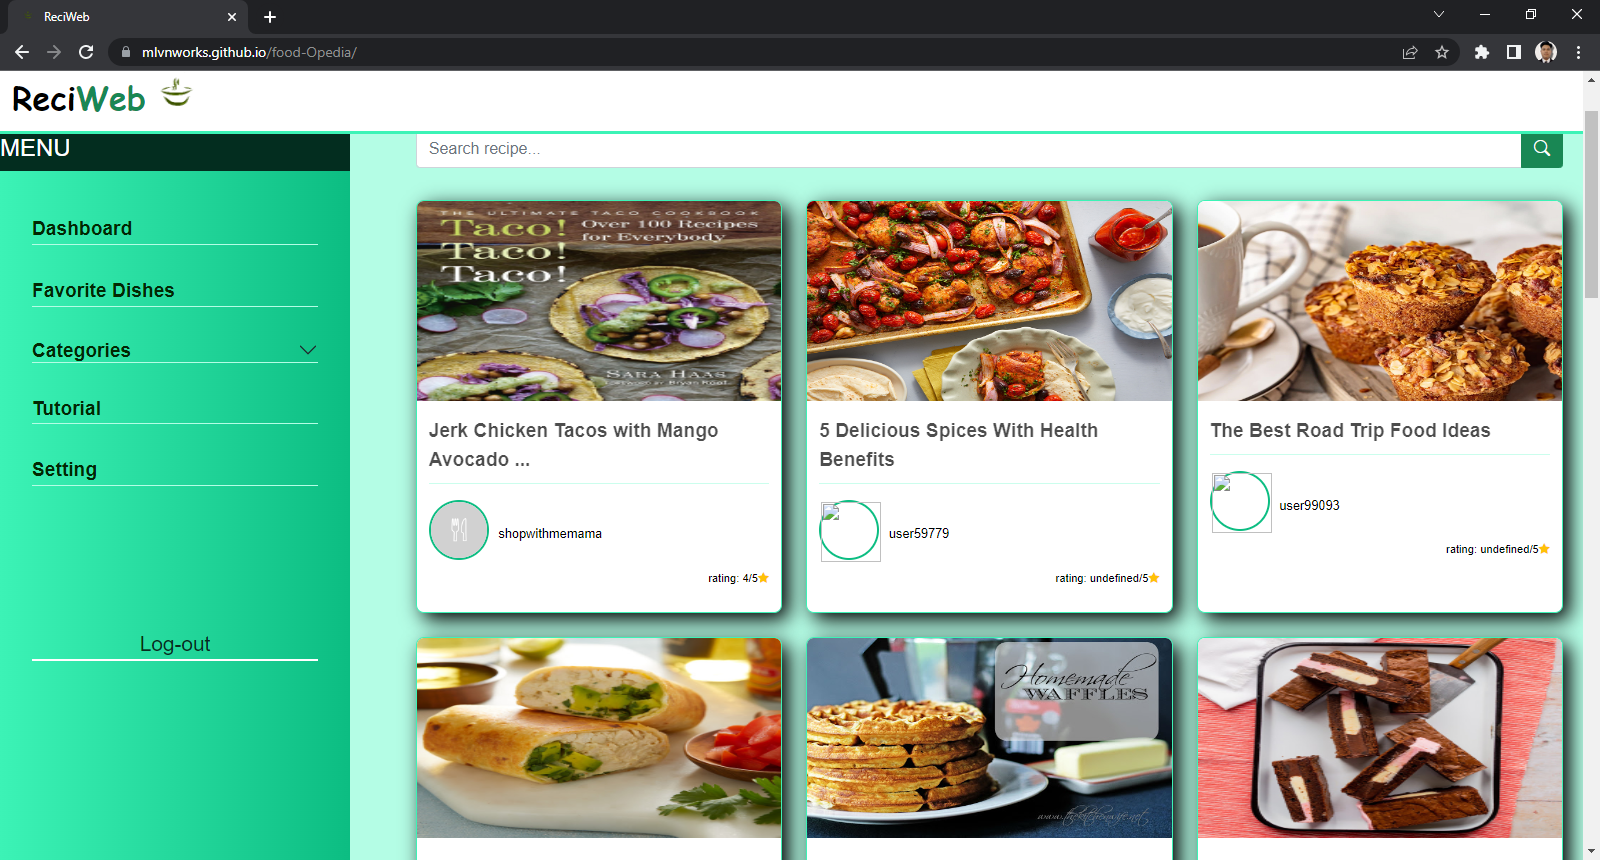 ReciWeb
mlvnworks.github.io/food-Opedia/
ReciWeb
MENU
Search recipe...
Dashboard
Favorite Dishes
Categories
Tutorial
Setting
Log-out
THE ULTIMATE TACO COOKBOOK
Taco! Over 100 Recipes
Taco! for Everybody
Taco!
SARA HAAS
Jerk Chicken Tacos with Mango
Avocado ...
shopwithmemama
rating: 4/5
5 Delicious Spices With Health
Benefits
user59779
rating: undefined/5
The Best Road Trip Food Ideas
user99093
rating: undefined/5
Homemade
WAFFLES
www.thekitchenwife.net